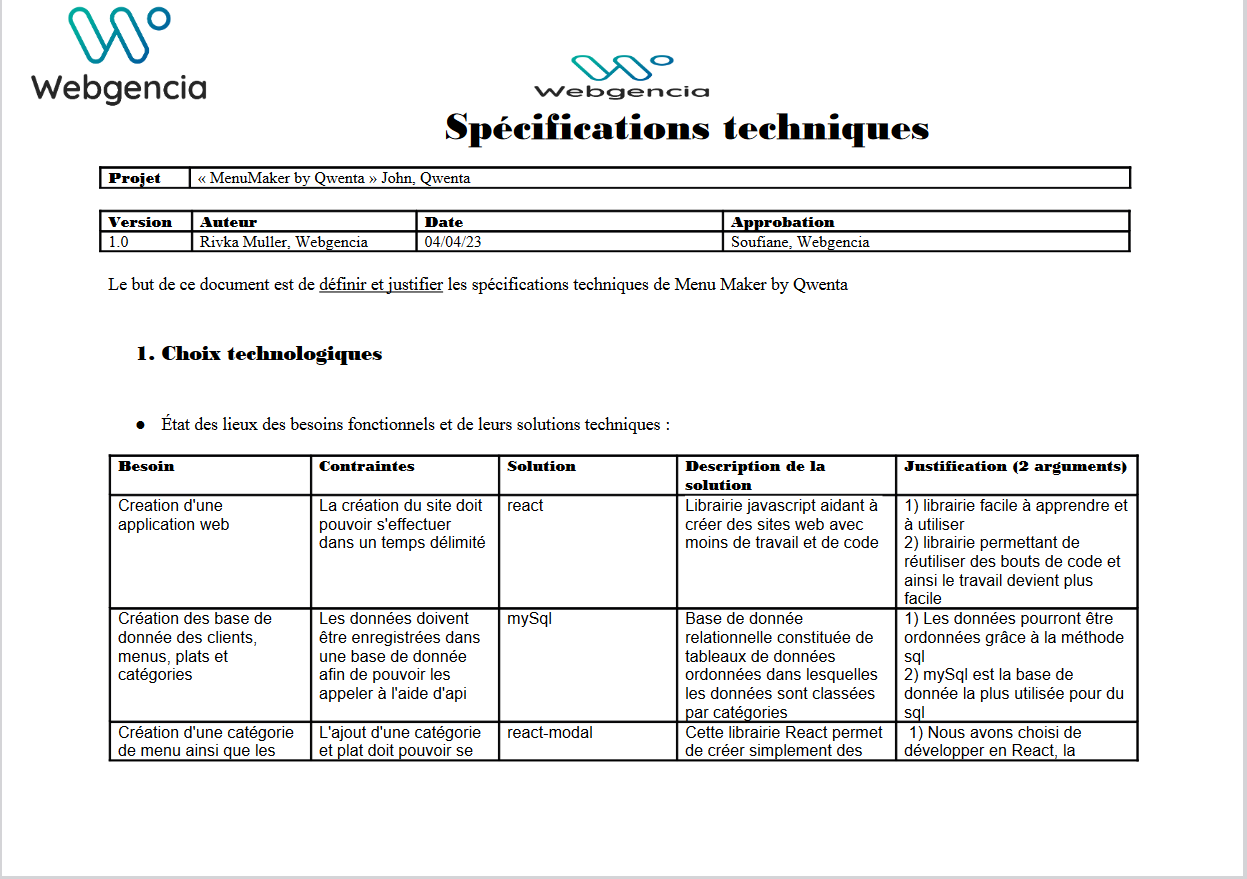 Webgencia
Webgencia
Spécifications techniques
Projet « MenuMaker by Qwenta » John, Qwenta
Version Auteur Date Approbation
1.0 Rivka Muller, Webgencia 04/04/23 Soufiane, Webgencia
Le but de ce document est de définir et justifier les spécifications techniques de Menu Maker by Qwenta
1. Choix technologiques
● État des lieux des besoins fonctionnels et de leurs solutions techniques :
Besoin
Contraintes
Solution
Description de la
solution
Justification (2 arguments)
Creation d'une
application web
La création du site doit
pouvoir s'effectuer
dans un temps délimité
react
Librairie javascript aidant à
créer des sites web avec
moins de travail et de code
1) librairie facile à apprendre et
à utiliser
2) librairie permettant de
réutiliser des bouts de code et
ainsi le travail devient plus
facile
Création des base de
donnée des clients,
menus, plats et
catégories
Les données doivent
être enregistrées dans
une base de donnée
afin de pouvoir les
appeler à l'aide d'api
mySql
Base de donnée
relationnelle constituée de
tableaux de données
ordonnées dans lesquelles
les données sont classées
par catégories
1) Les données pourront être
ordonnées grâce à la méthode
sql
2) mySql est la base de
donnée la plus utilisée pour du
sql
Création d'une catégorie
de menu ainsi que les
L'ajout d'une catégorie
et plat doit pouvoir se
react-modal
Cette librairie React permet
de créer simplement des
1) Nous avons choisi de
développer en React, la